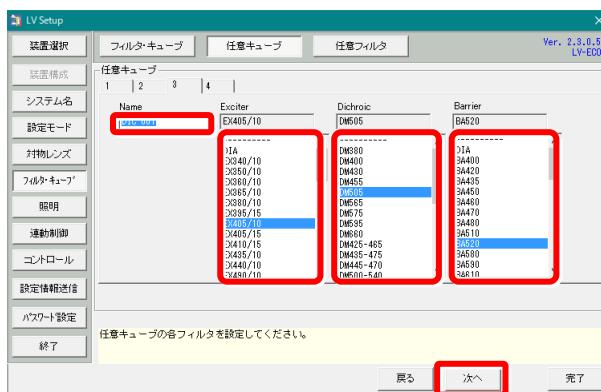 LV Setup
装置選択
フィルタ・キューブ
任意キューブ
任意フィルタ
Ver. 2.3.0.5
LV-ECO
装置構成
任意キューブ
1 2 3 4
システム名
Name
Exciter
Dichroic
Barrier
EX405/10
DM505
BA520
設定モード
対物レンズ
フィルタ・キューブ
照明
連動制御
コントロール
設定情報送信
パスワード設定
終了
----------
DIA
EX340/10
EX350/10
EX360/10
EX365/10
EX380/10
EX395/15
EX405/10
EX405/15
EX410/15
EX435/10
EX440/10
EX490/10
----------
DM380
DM400
DM430
DM455
DM505
DM565
DM575
DM595
DM660
DM425-465
DM435-475
DM445-470
DM500-540
----------
DIA
BA400
BA420
BA435
BA450
BA460
BA470
BA480
BA510
BA520
BA580
BA590
BA610
任意キューブの各フィルタを設定してください。
戻る
次へ
完了